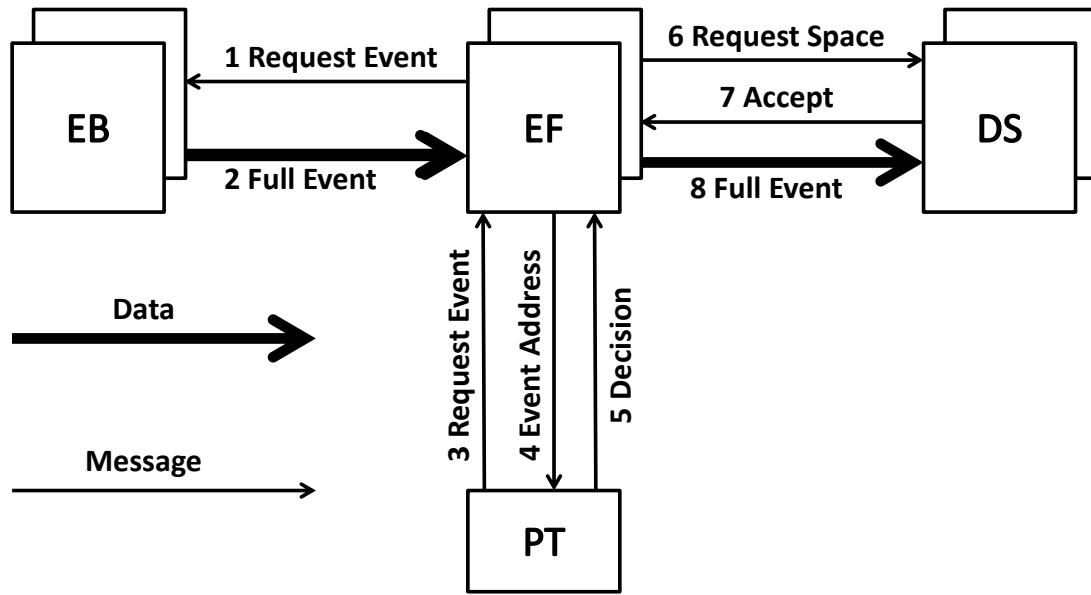 6 Request Space
1 Request Event
7 Accept
EB
EF
DS
2 Full Event
8 Full Event
3 Request Event
4 Event Address
5 Decision
Data
Message
PT